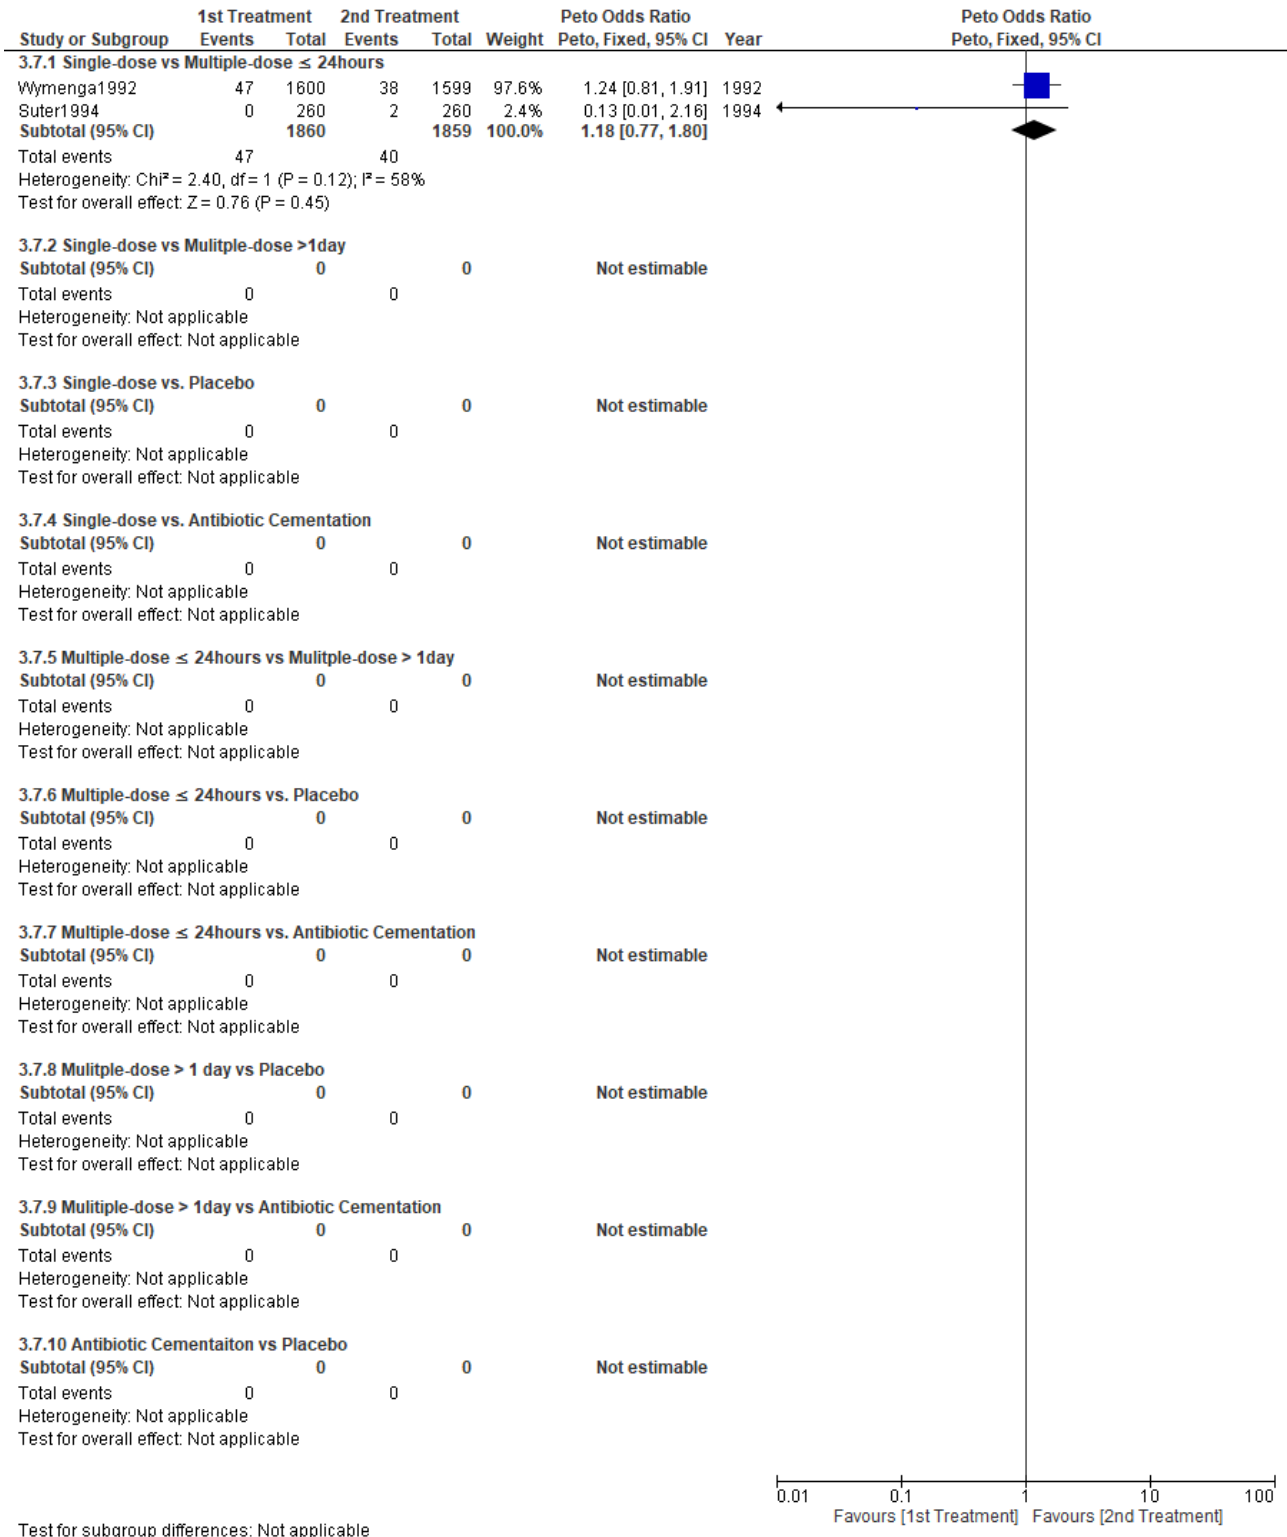 1st Treatment 2nd Treatment Peto Odds Ratio Peto Odds Ratio
Study or Subgroup Events Total Events Total Weight Peto, Fixed, 95% CI Year Peto, Fixed, 95% CI
3.7.1 Single-dose vs Multiple-dose ≤ 24hours
Wymenga1992 47 1600 38 1599 97.6% 1.24 [0.81, 1.91] 1992
Suter1994 0 260 2 260 2.4% 0.13 [0.01, 2.16] 1994
Subtotal (95% CI) 1860 1859 100.0% 1.18 [0.77, 1.80]
Total events 47 40
Heterogeneity: Chi² = 2.40, df = 1 (P = 0.12); I² = 58%
Test for overall effect: Z = 0.76 (P = 0.45)
3.7.2 Single-dose vs Mulitple-dose >1day
Subtotal (95% CI) 0 0 Not estimable
Total events 0 0
Heterogeneity: Not applicable
Test for overall effect: Not applicable
3.7.3 Single-dose vs. Placebo
Subtotal (95% CI) 0 0 Not estimable
Total events 0 0
Heterogeneity: Not applicable
Test for overall effect: Not applicable
3.7.4 Single-dose vs. Antibiotic Cementation
Subtotal (95% CI) 0 0 Not estimable
Total events 0 0
Heterogeneity: Not applicable
Test for overall effect: Not applicable
3.7.5 Multiple-dose ≤ 24hours vs Mulitple-dose > 1day
Subtotal (95% CI) 0 0 Not estimable
Total events 0 0
Heterogeneity: Not applicable
Test for overall effect: Not applicable
3.7.6 Multiple-dose ≤ 24hours vs. Placebo
Subtotal (95% CI) 0 0 Not estimable
Total events 0 0
Heterogeneity: Not applicable
Test for overall effect: Not applicable
3.7.7 Multiple-dose ≤ 24hours vs. Antibiotic Cementation
Subtotal (95% CI) 0 0 Not estimable
Total events 0 0
Heterogeneity: Not applicable
Test for overall effect: Not applicable
3.7.8 Mulitple-dose > 1 day vs Placebo
Subtotal (95% CI) 0 0 Not estimable
Total events 0 0
Heterogeneity: Not applicable
Test for overall effect: Not applicable
3.7.9 Mulitiple-dose > 1day vs Antibiotic Cementation
Subtotal (95% CI) 0 0 Not estimable
Total events 0 0
Heterogeneity: Not applicable
Test for overall effect: Not applicable
3.7.10 Antibiotic Cementaiton vs Placebo
Subtotal (95% CI) 0 0 Not estimable
Total events 0 0
Heterogeneity: Not applicable
Test for overall effect: Not applicable
0.01 0.1 1 10 100
Favours [1st Treatment] Favours [2nd Treatment]
Test for subgroup differences: Not applicable